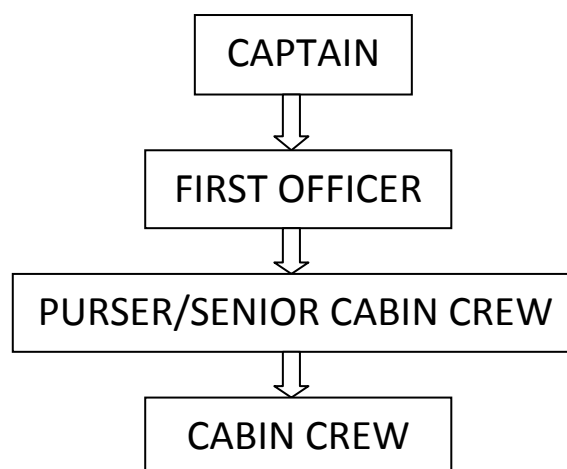 CAPTAIN
FIRST OFFICER
PURSER/SENIOR CABIN CREW
CABIN CREW